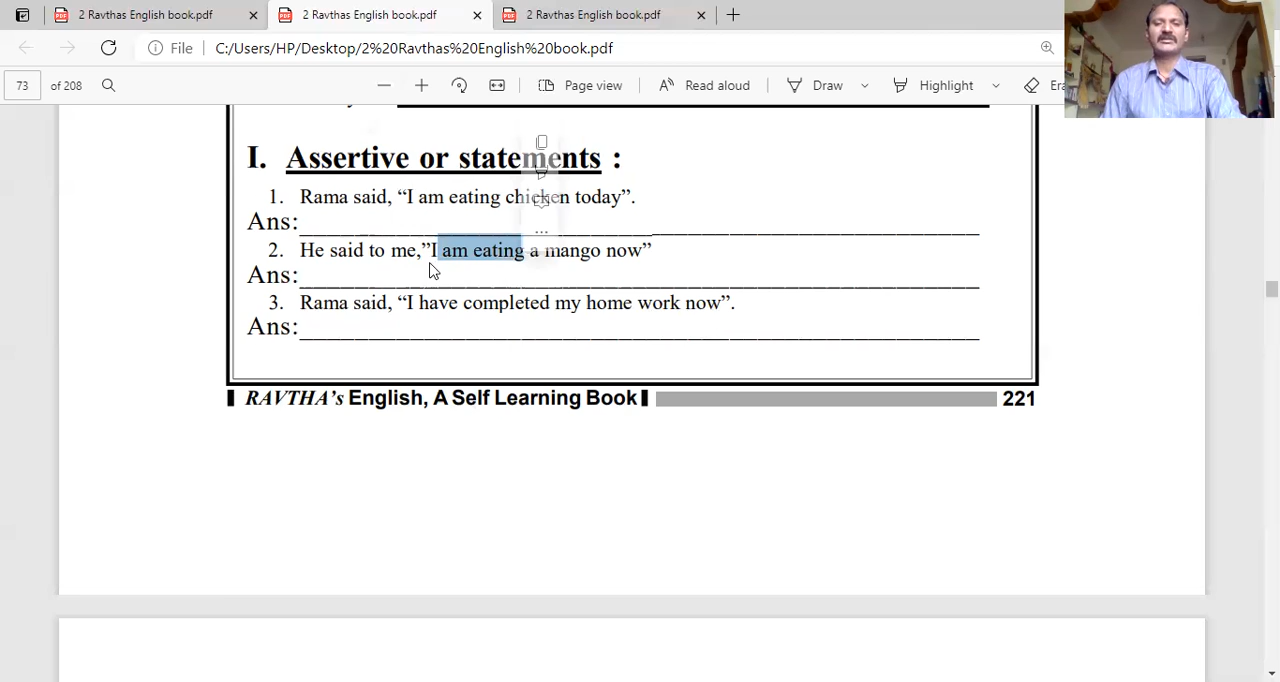 2 Ravthas English book.pdf
2 Ravthas English book.pdf
2 Ravthas English book.pdf
File
C:/Users/HP/Desktop/2%20Ravthas%20English%20book.pdf
73
of 208
Page view
Read aloud
Draw
Highlight
I. Assertive or statements :
1. Rama said, “I am eating chicken today”.
Ans:
2. He said to me,”I am eating a mango now”
Ans:
3. Rama said, “I have completed my home work now”.
Ans:
RAVTHA's English, A Self Learning Book
221